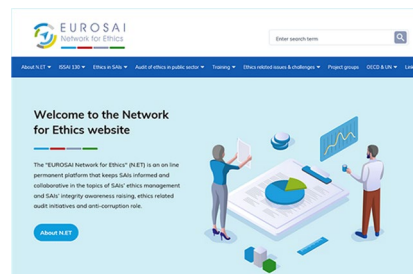 EUROSAI
Network for Ethics
Enter search term
About N.ET ISSAI 130 Ethics in SAIs Audit of ethics in public sector Training Ethics related issues & challenges Project groups OECD & UN
Welcome to the Network
for Ethics website
The "EUROSAI Network for Ethics" (N.ET) is an on line
permanent platform that keeps SAIs informed and
collaborative in the topics of SAIs' ethics management
and SAIs' integrity awareness raising, ethics related
audit initiatives and anti-corruption role.
About N.ET